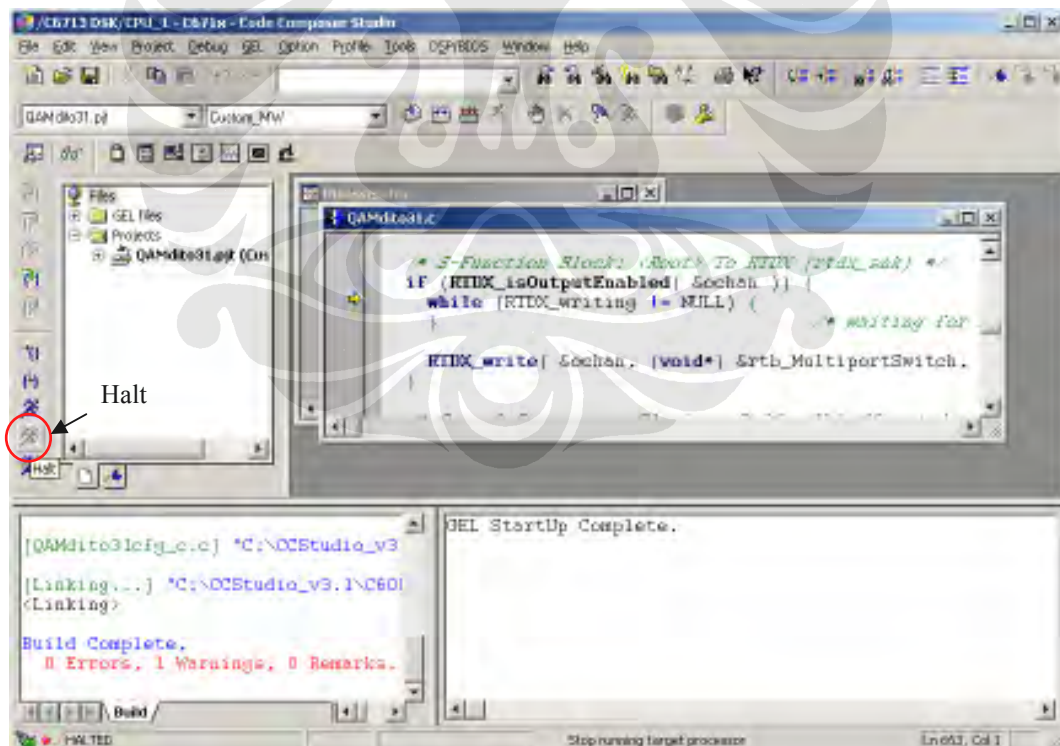 /C6713 DSK/CPU_1 - C671x - Code Composer Studio
File Edit View Project Debug GEL Option Profile Tools DSP/BIOS Window Help
QAMdito31.pjt Custom_MW
Files
GEL files
Projects
QAMdito31.pjt (Cus
QAMdito31.c
/* S-Function Block: <Root> To RTDX (rtdx_snk) */
if (RTDX_isOutputEnabled( &ochan )) {
while (RTDX_writing != NULL) {
} /* waiting for
RTDX_write( &ochan, (void*) &rtb_MultiportSwitch,
}
Halt
Halt
[QAMdito31cfg_c.c] "C:\CCStudio_v3
[Linking...] "C:\CCStudio_v3.1\C60
<Linking>
Build Complete,
0 Errors, 1 Warnings, 0 Remarks.
Build
GEL StartUp Complete.
HALTED
Stop running target processor
Ln 653, Col 1